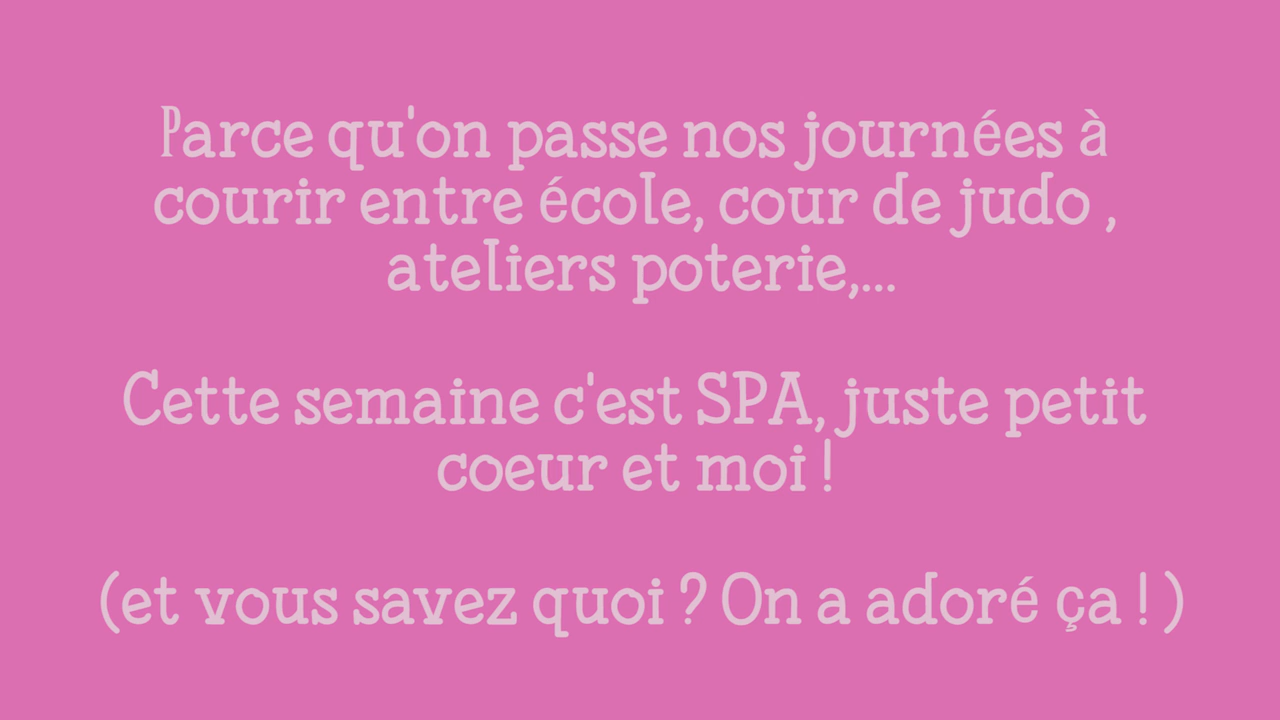 Parce qu'on passe nos journées à
courir entre école, cour de judo ,
ateliers poterie,...
Cette semaine c'est SPA, juste petit
coeur et moi !
(et vous savez quoi ? On a adoré ça ! )